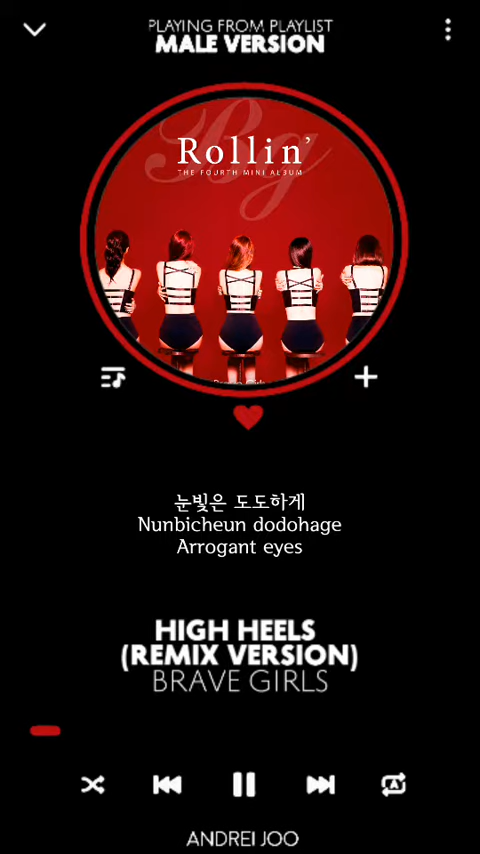 PLAYING FROM PLAYLIST
MALE VERSION
Bg
Rollin'
THE FOURTH MINI ALBUM
눈빛은 도도하게
Nunbicheun dodohage
Arrogant eyes
HIGH HEELS
(REMIX VERSION)
BRAVE GIRLS
A
ANDREI JOO